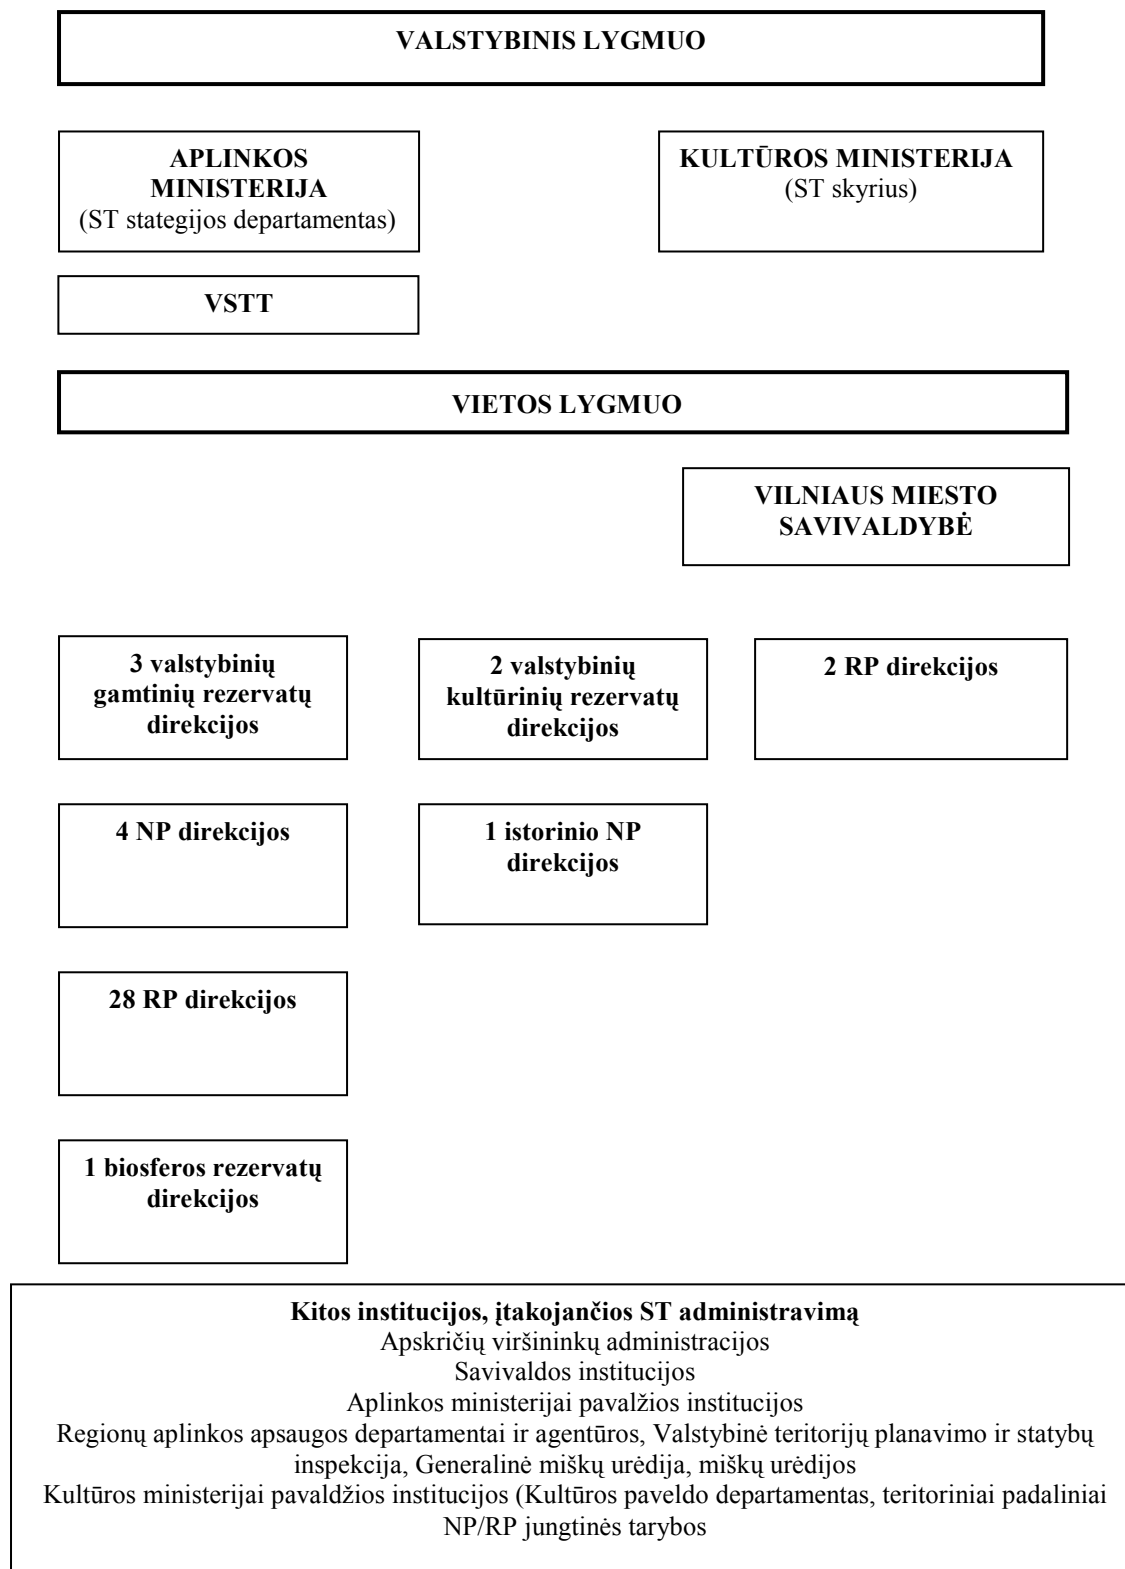 VALSTYBINIS LYGMUO
APLINKOS
MINISTERIJA
(ST stategijos departamentas)
KULTŪROS MINISTERIJA
(ST skyrius)
VSTT
VIETOS LYGMUO
VILNIAUS MIESTO
SAVIVALDYBĖ
3 valstybinių
gamtinių rezervatų
direkcijos
2 valstybinių
kultūrinių rezervatų
direkcijos
2 RP direkcijos
4 NP direkcijos
1 istorinio NP
direkcijos
28 RP direkcijos
1 biosferos rezervatų
direkcijos
Kitos institucijos, įtakojančios ST administravimą
Apskričių viršininkų administracijos
Savivaldos institucijos
Aplinkos ministerijai pavalžios institucijos
Regionų aplinkos apsaugos departamentai ir agentūros, Valstybinė teritorijų planavimo ir statybų
inspekcija, Generalinė miškų urėdija, miškų urėdijos
Kultūros ministerijai pavaldžios institucijos (Kultūros paveldo departamentas, teritoriniai padaliniai
NP/RP jungtinės tarybos